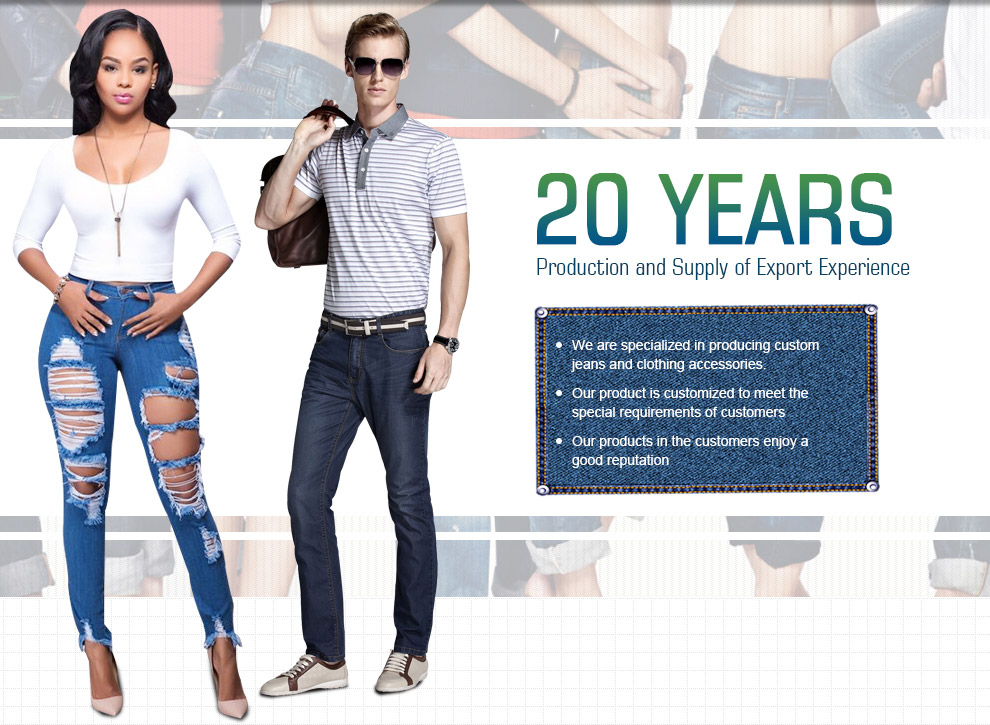 20 YEARS
Production and Supply of Export Experience
• We are specialized in producing custom
jeans and clothing accessories.
• Our product is customized to meet the
special requirements of customers
• Our products in the customers enjoy a
good reputation